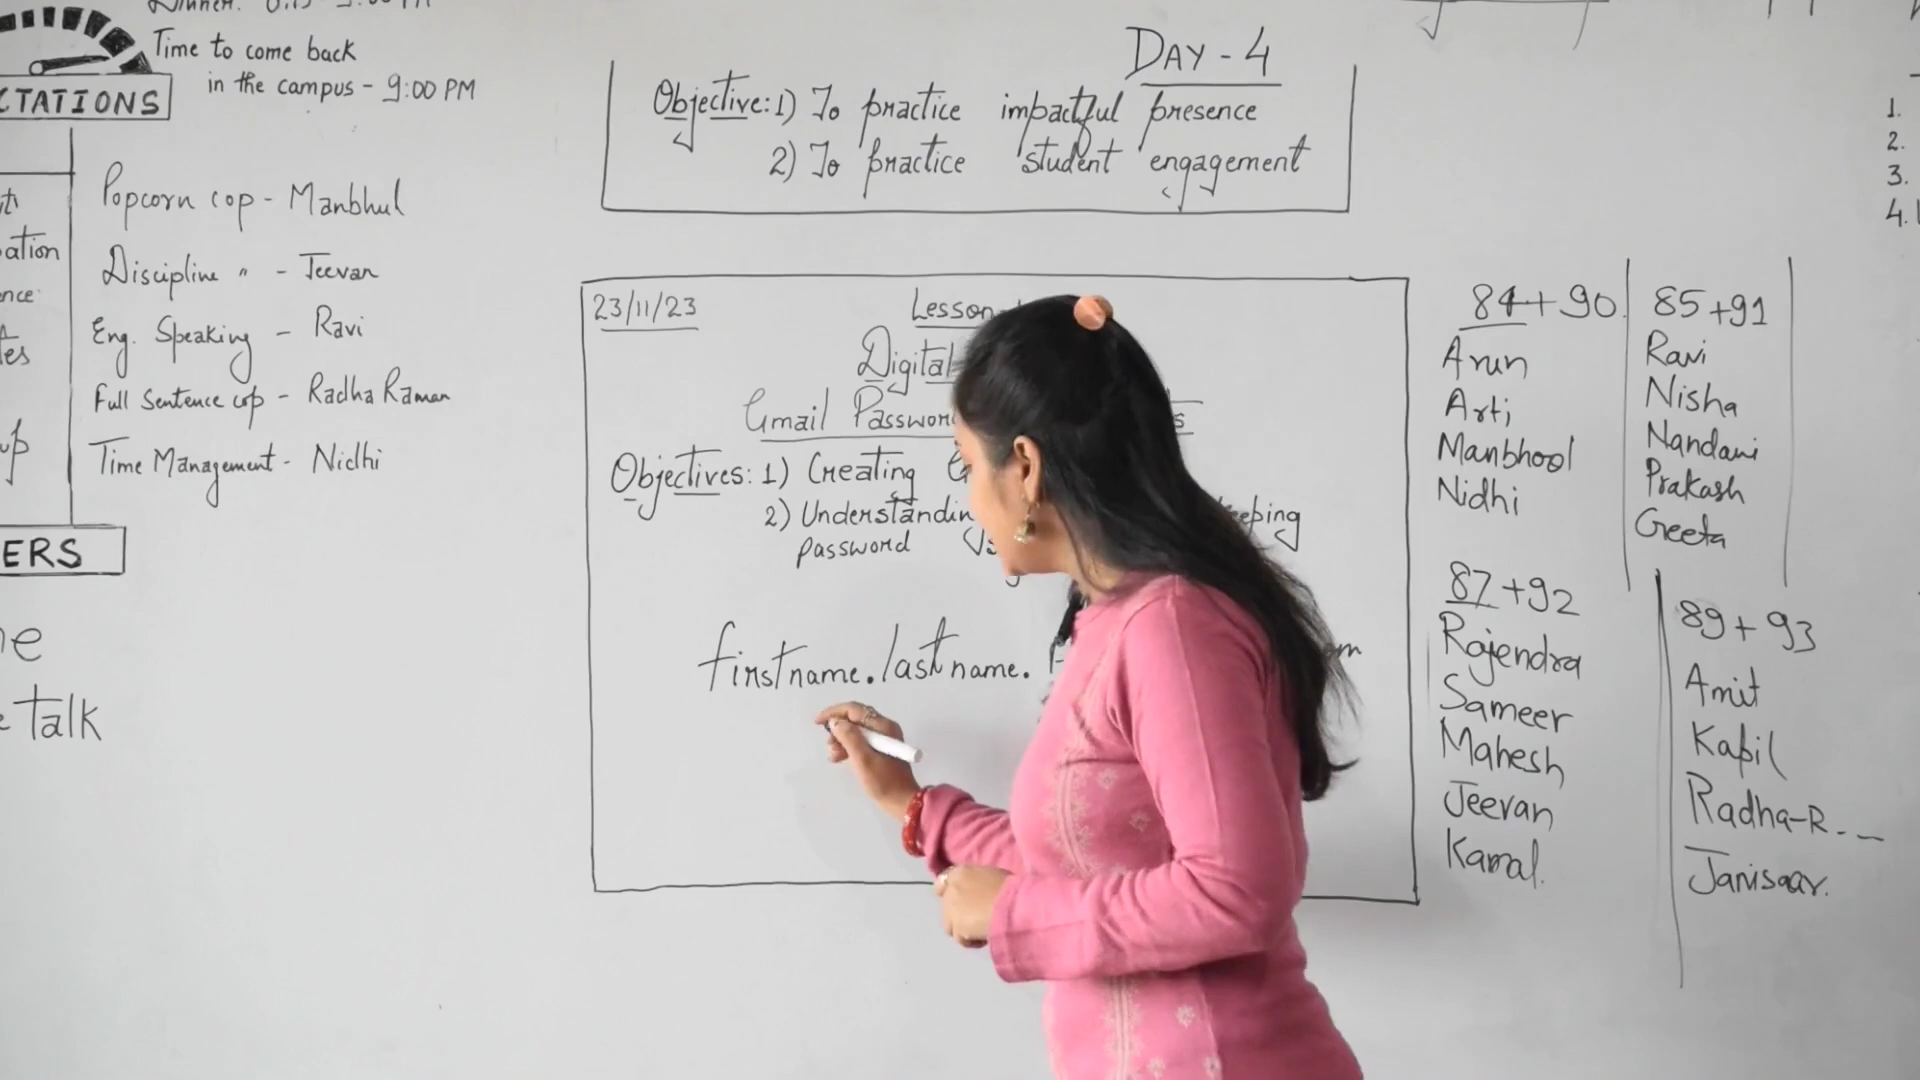 Time to come back
in the campus - 9:00 PM
CTATIONS
ation
nce
talk
ERS
Popcorn cop - Manbhul
Discipline " - Jeevan
Eng. Speaking - Ravi
Full Sentence cop - Radha Raman
Time Management - Nidhi
DAY - 4
Objective: 1) To practice impactful presence
2) To practice student engagement
23/11/23
Lesson
Digital
Gmail Password
Objectives: 1) Creating
2) Understandin eeping
password
firstname.lastname.
84+90
Arun
Arti
Manbhool
Nidhi
85+91
Ravi
Nisha
Nandani
Prakash
Geeta
87+92
Rajendra
Sameer
Mahesh
Jeevan
Kamal.
89+93
Amit
Kapil
Radha-R---
Janisaar.
1.
2.
3.
4.